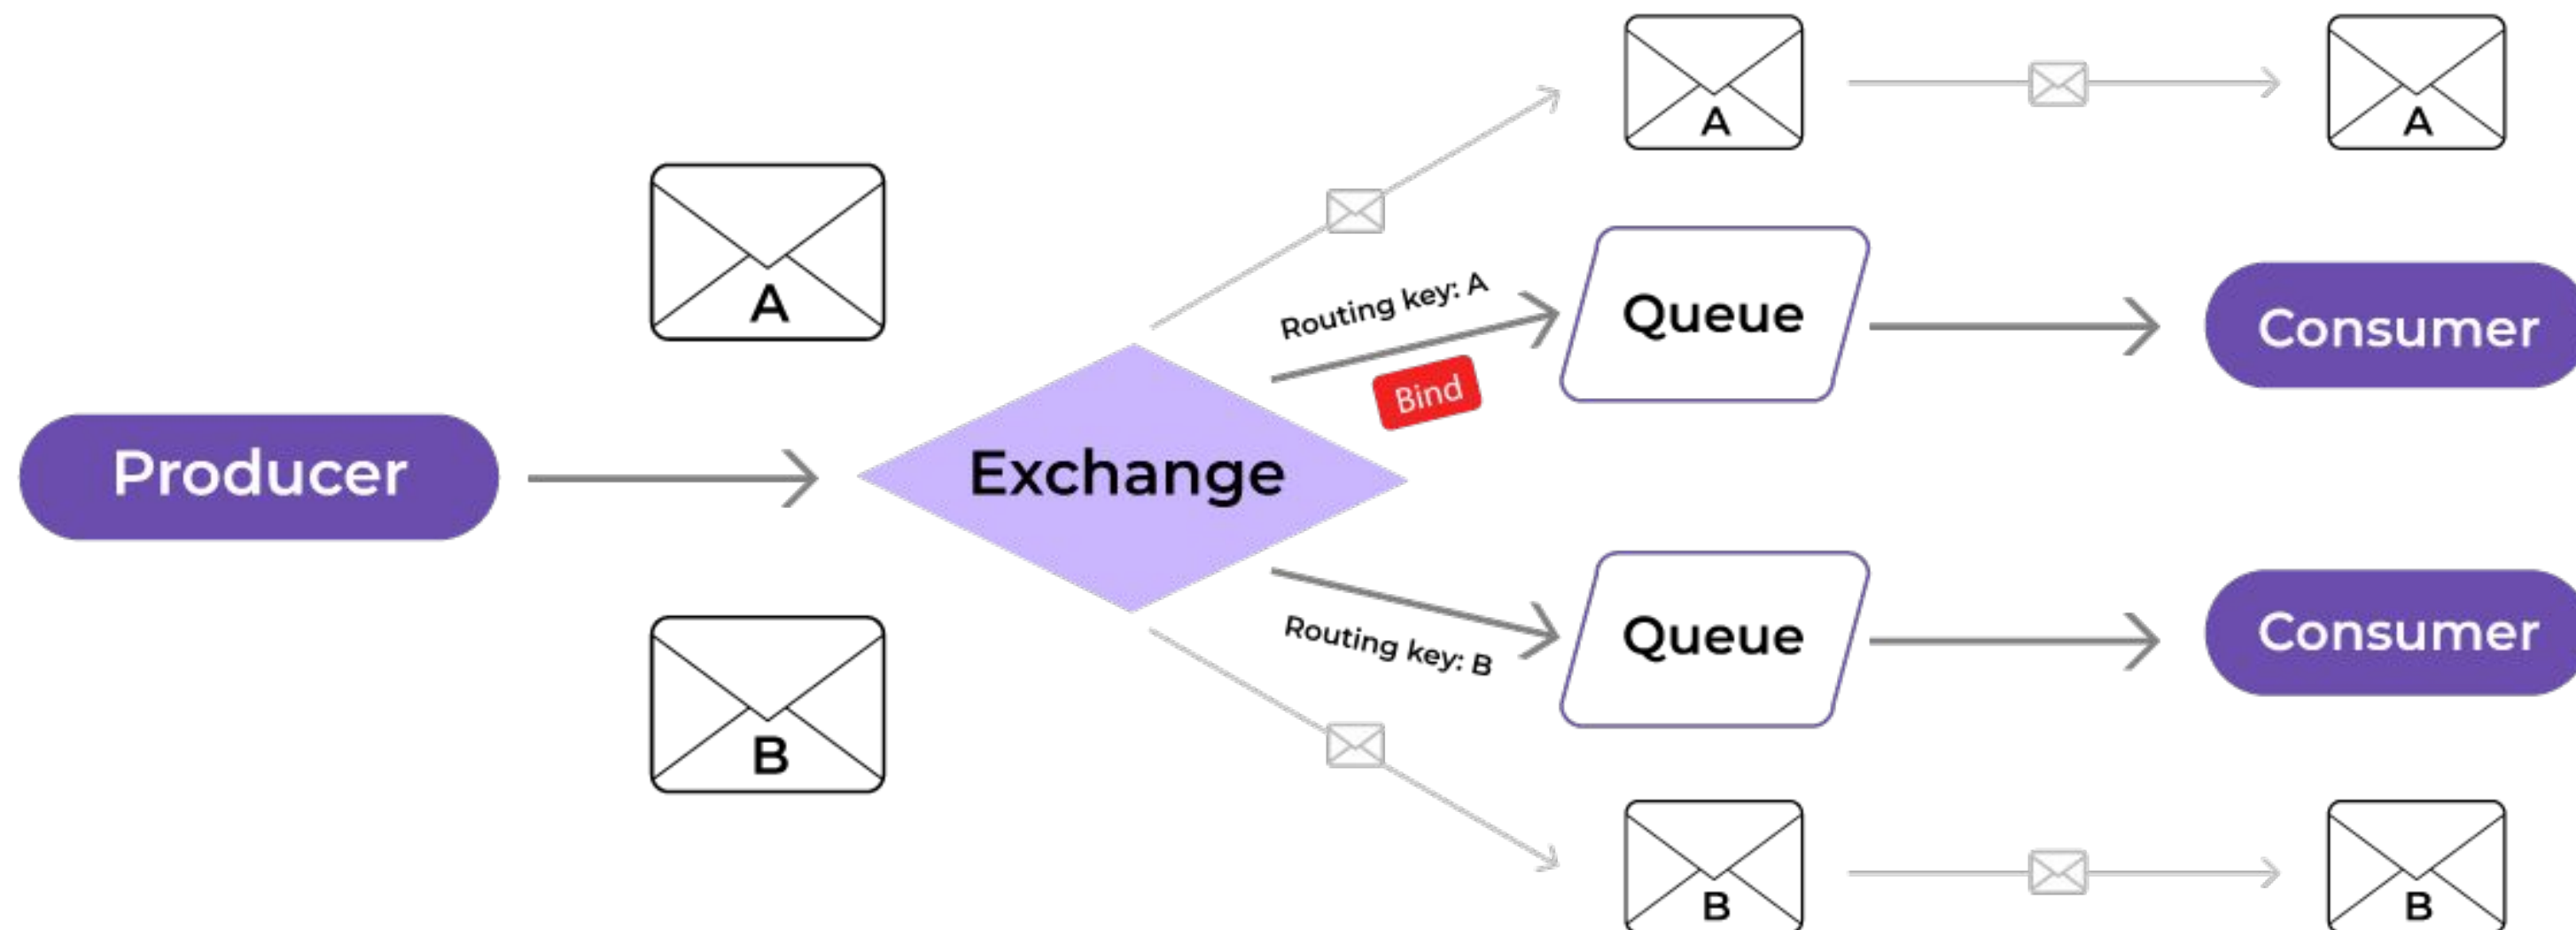 A
A
A
Routing key: A
Bind
Queue
Consumer
Producer
Exchange
Routing key: B
Queue
Consumer
B
B
B